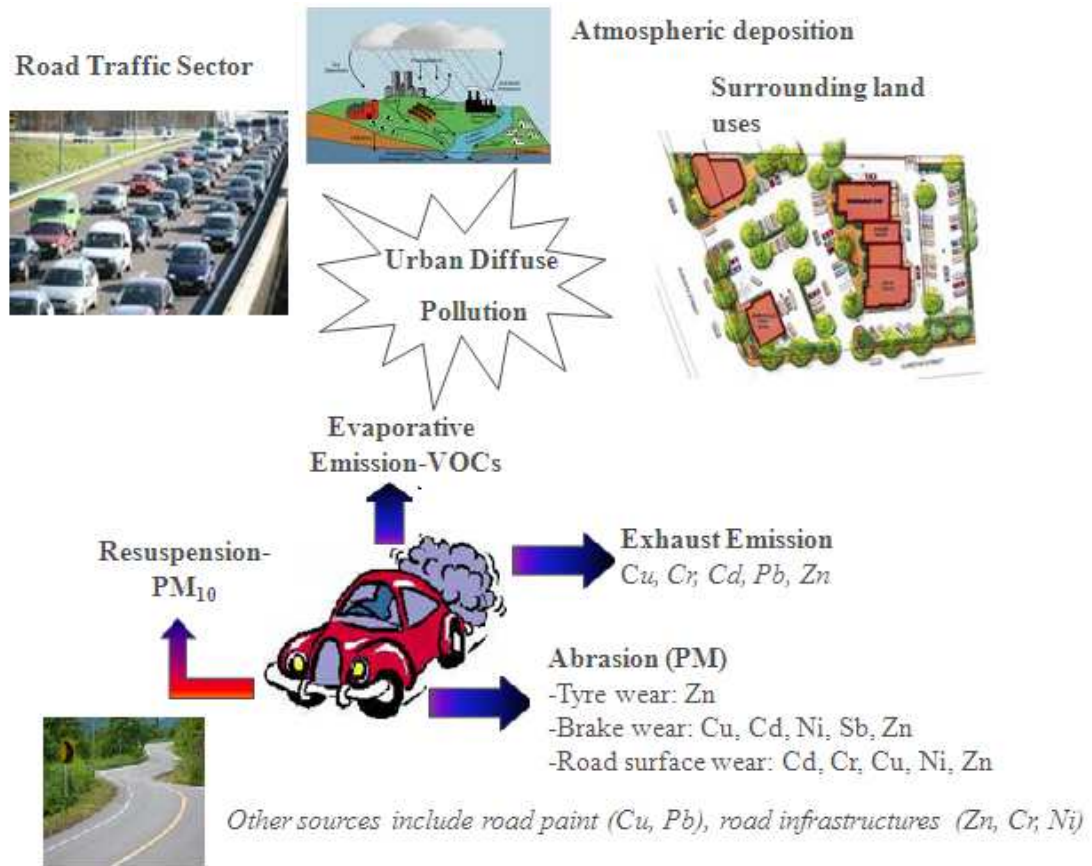 Road Traffic Sector
Atmospheric deposition
Surrounding land
uses
Urban Diffuse
Pollution
Evaporative
Emission-VOCs
Resuspension-
PM10
Exhaust Emission
Cu, Cr, Cd, Pb, Zn
Abrasion (PM)
-Tyre wear: Zn
-Brake wear: Cu, Cd, Ni, Sb, Zn
-Road surface wear: Cd, Cr, Cu, Ni, Zn
Other sources include road paint (Cu, Pb), road infrastructures (Zn, Cr, Ni)